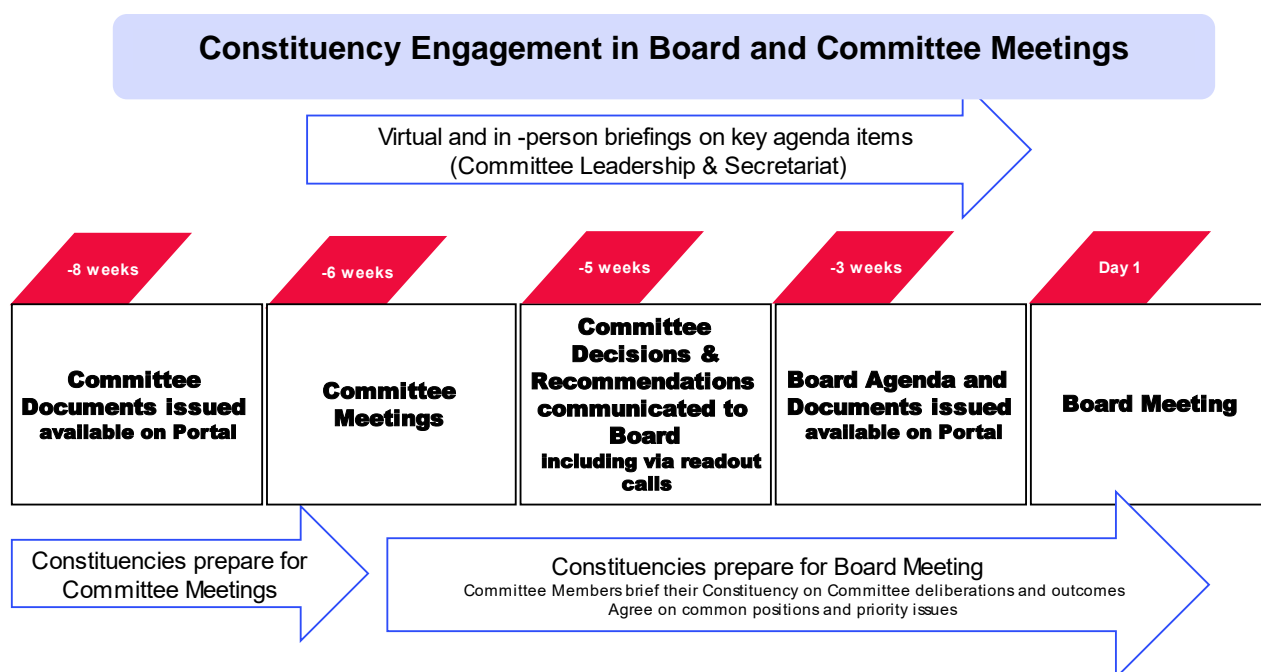 Constituency Engagement in Board and Committee Meetings
Virtual and in -person briefings on key agenda items
(Committee Leadership & Secretariat)
-8 weeks
-6 weeks
-5 weeks
-3 weeks
Day 1
Committee
Documents issued
available on Portal
Committee
Meetings
Committee
Decisions &
Recommendations
communicated to
Board
including via readout
calls
Board Agenda and
Documents issued
available on Portal
Board Meeting
Constituencies prepare for
Committee Meetings
Constituencies prepare for Board Meeting
Committee Members brief their Constituency on Committee deliberations and outcomes
Agree on common positions and priority issues